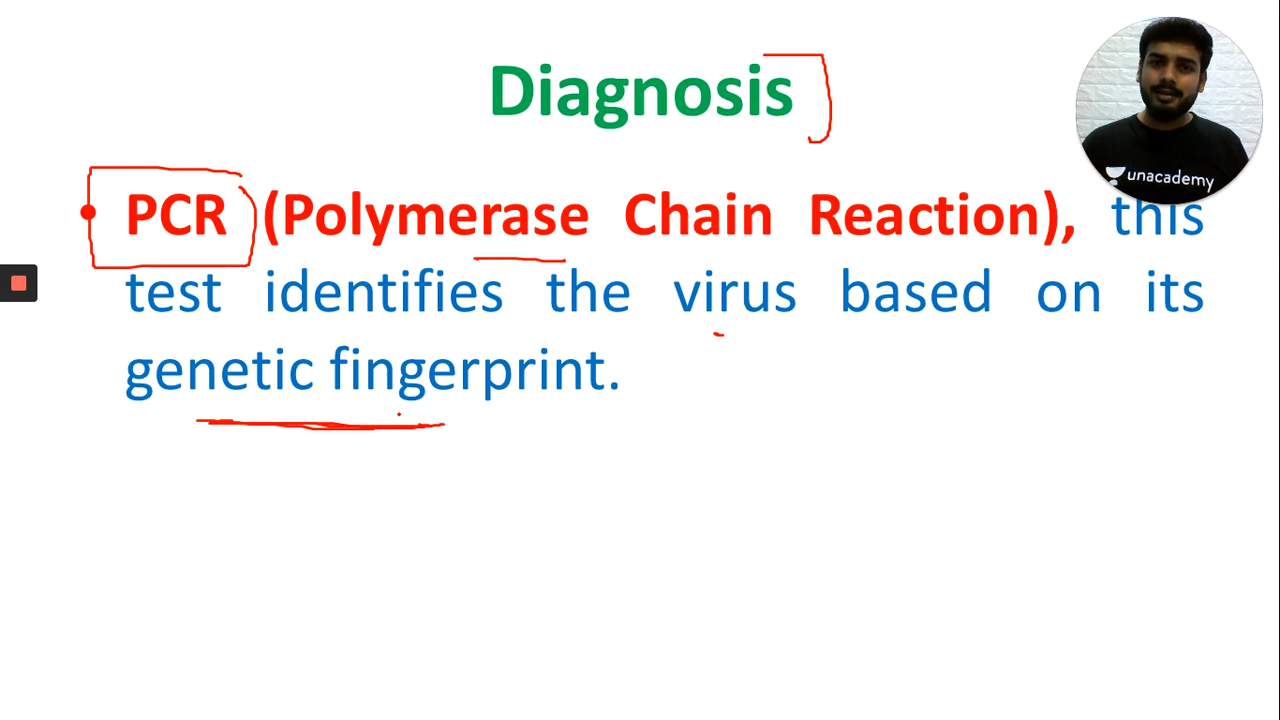 Diagnosis
unacademy
• PCR (Polymerase Chain Reaction), this
test identifies the virus based on its
genetic fingerprint.